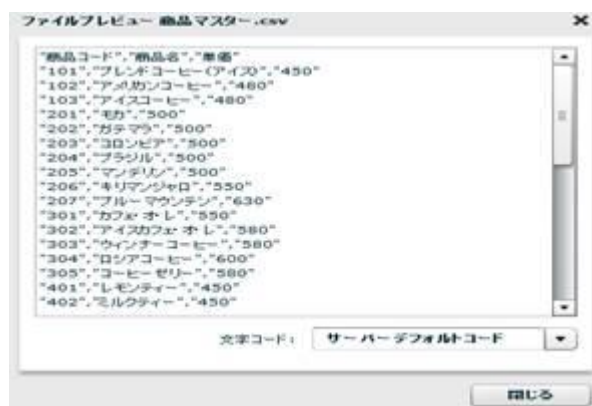 ファイルプレビュー 商品マスター.csv
"商品コード","商品名","単価"
"101","ブレンドコーヒー(アイス)","450"
"102","アメリカンコーヒー","480"
"103","アイスコーヒー","480"
"201","モカ","500"
"202","ガテマラ","500"
"203","コロンビア","500"
"204","ブラジル","500"
"205","マンデリン","500"
"206","キリマンジャロ","550"
"207","ブルーマウンテン","630"
"301","カフェ・オ・レ","550"
"302","アイスカフェ・オ・レ","580"
"303","ウィンナーコーヒー","580"
"304","ロシアコーヒー","600"
"305","コーヒーゼリー","580"
"401","レモンティー","450"
"402","ミルクティー","450"
文字コード: サーバーデフォルトコード
閉じる